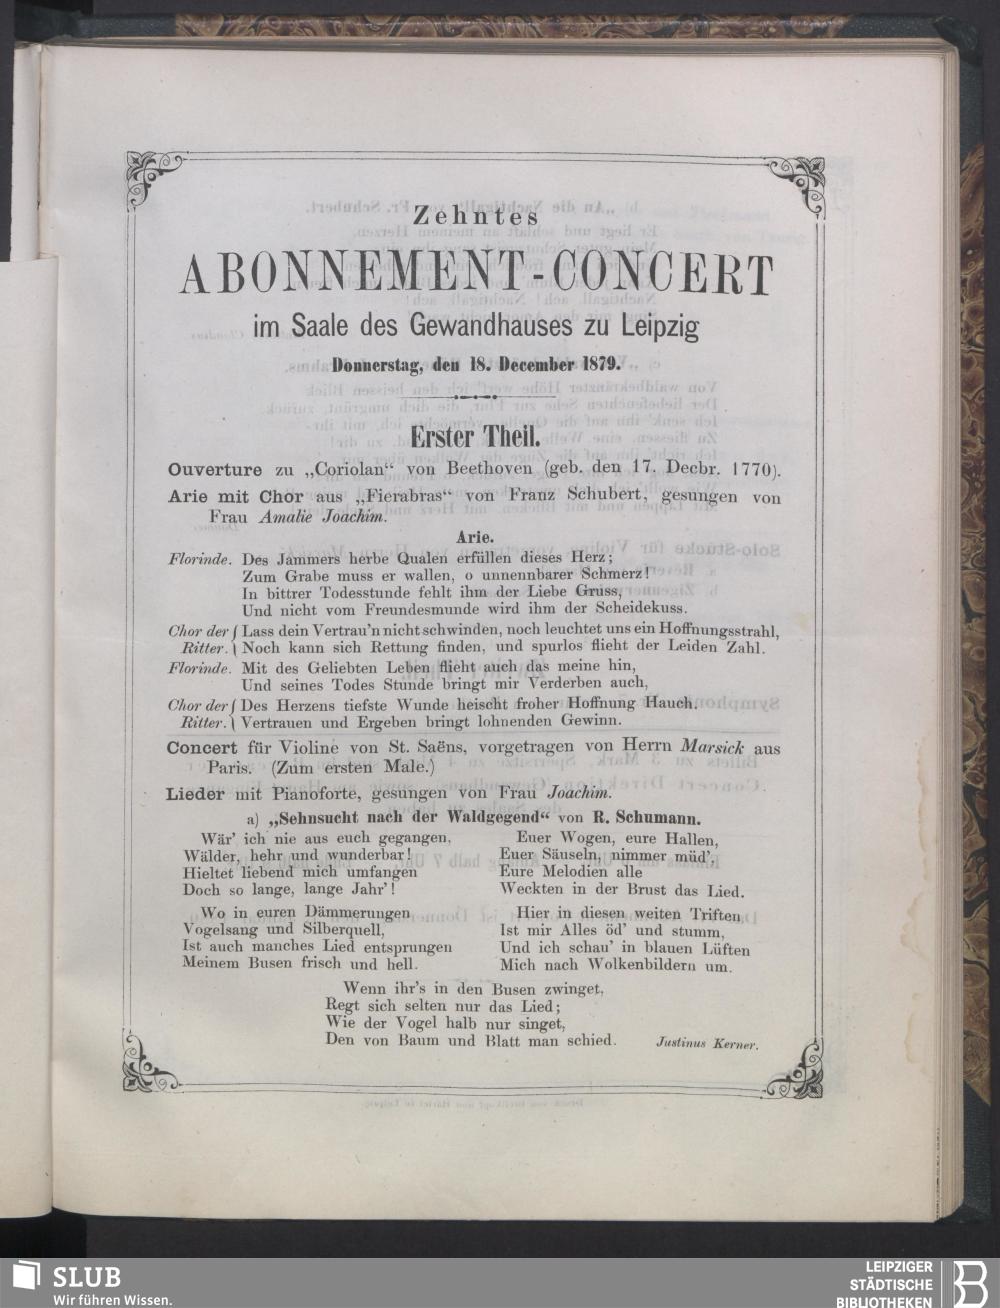 Zehntes
ABONNEMENT-CONCERT
im Saale des Gewandhauses zu Leipzig
Donnerstag, den 18. December 1879.
Erster Theil.
Ouverture zu „Coriolan“ von Beethoven (geb. den 17. Decbr. 1770).
Arie mit Chor aus „Fierabras“ von Franz Schubert, gesungen von
Frau Amalie Joachim.
Arie.
Florinde. Des Jammers herbe Qualen erfüllen dieses Herz;
Zum Grabe muss er wallen, o unnennbarer Schmerz!
In bittrer Todesstunde fehlt ihm der Liebe Gruss,
Und nicht vom Freundesmunde wird ihm der Scheidekuss.
Chor der { Lass dein Vertrau'n nicht schwinden, noch leuchtet uns ein Hoffnungsstrahl,
Ritter. { Noch kann sich Rettung finden, und spurlos flieht der Leiden Zahl.
Florinde. Mit des Geliebten Leben flieht auch das meine hin,
Und seines Todes Stunde bringt mir Verderben auch,
Chor der { Des Herzens tiefste Wunde heischt froher Hoffnung Hauch.
Ritter. { Vertrauen und Ergeben bringt lohnenden Gewinn.
Concert für Violine von St. Saëns, vorgetragen von Herrn Marsick aus
Paris. (Zum ersten Male.)
Lieder mit Pianoforte, gesungen von Frau Joachim.
a) „Sehnsucht nach der Waldgegend“ von R. Schumann.
Wär' ich nie aus euch gegangen,
Wälder, hehr und wunderbar!
Hieltet liebend mich umfangen
Doch so lange, lange Jahr'!
Wo in euren Dämmerungen
Vogelsang und Silberquell,
Ist auch manches Lied entsprungen
Meinem Busen frisch und hell.
Euer Wogen, eure Hallen,
Euer Säuseln, nimmer müd',
Eure Melodien alle
Weckten in der Brust das Lied.
Hier in diesen weiten Triften
Ist mir Alles öd' und stumm,
Und ich schau' in blauen Lüften
Mich nach Wolkenbildern um.
Wenn ihr's in den Busen zwinget,
Regt sich selten nur das Lied;
Wie der Vogel halb nur singet,
Den von Baum und Blatt man schied.
Justinus Kerner.
SLUB
Wir führen Wissen.
LEIPZIGER
STÄDTISCHE
BIBLIOTHEKEN